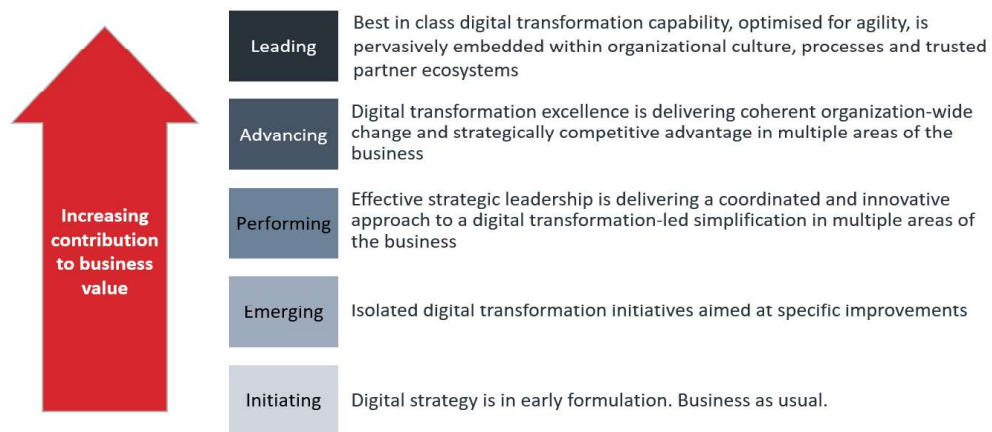 Increasing
contribution
to business
value
Leading
Best in class digital transformation capability, optimised for agility, is
pervasively embedded within organizational culture, processes and trusted
partner ecosystems
Advancing
Digital transformation excellence is delivering coherent organization-wide
change and strategically competitive advantage in multiple areas of the
business
Performing
Effective strategic leadership is delivering a coordinated and innovative
approach to a digital transformation-led simplification in multiple areas of
the business
Emerging
Isolated digital transformation initiatives aimed at specific improvements
Initiating
Digital strategy is in early formulation. Business as usual.